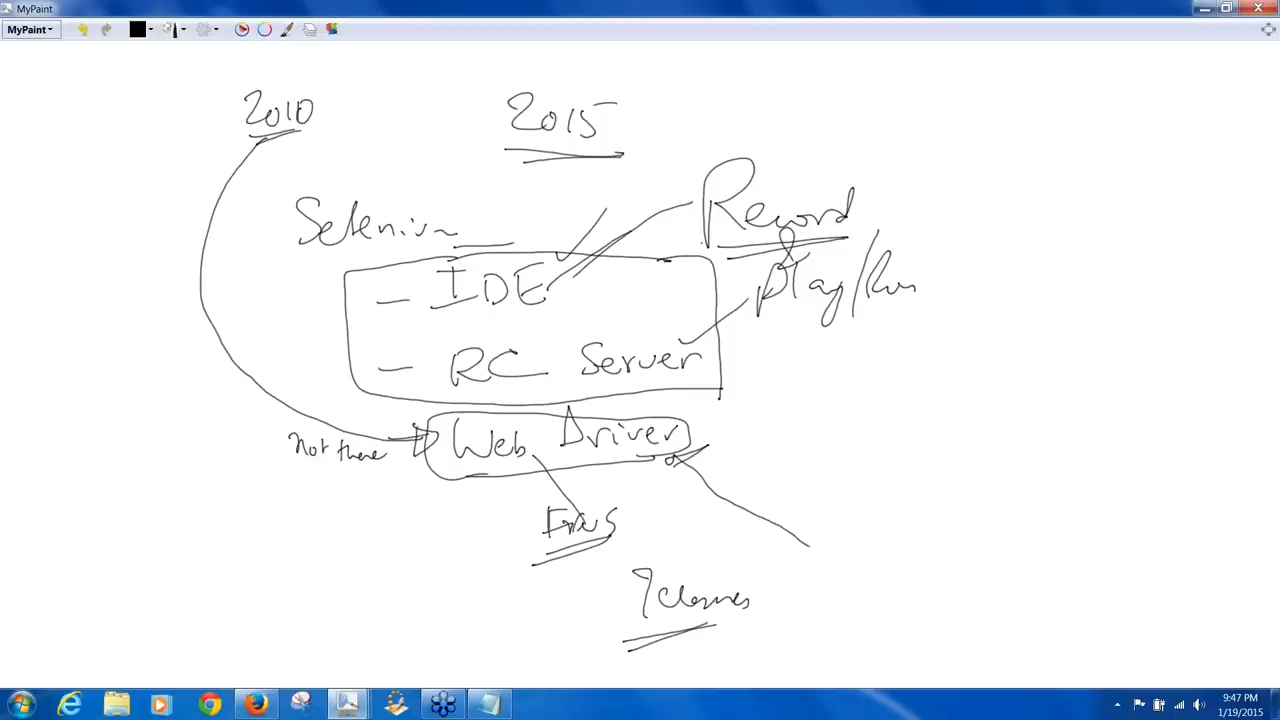 MyPaint
MyPaint
2010
2015
Selenium
Record
- IDE
Play/Run
- RC Server
Not there
Web Driver
Focus
classes
9:47 PM
1/19/2015